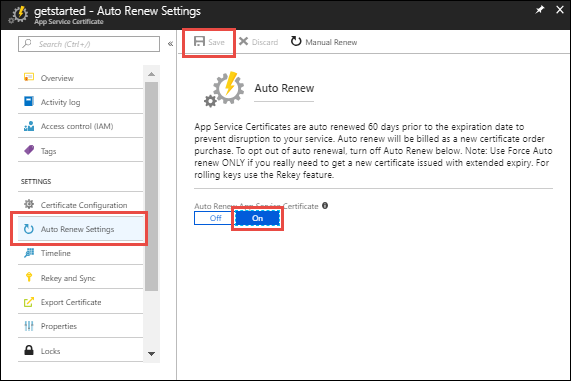 getstarted - Auto Renew Settings
App Service Certificate
Search (Ctrl+/)
«
Save
Discard
Manual Renew
Overview
Activity log
Access control (IAM)
Tags
SETTINGS
Certificate Configuration
Auto Renew Settings
Timeline
Rekey and Sync
Export Certificate
Properties
Locks
Auto Renew
App Service Certificates are auto renewed 60 days prior to the expiration date to
prevent disruption to your service. Auto renew will be billed as a new certificate order
purchase. To opt out of auto renewal, turn off Auto Renew below. Note: Use Force Auto
renew ONLY if you really need to get a new certificate issued with extended expiry. For
rolling keys use the Rekey feature.
Auto Renew App Service Certificate
Off
On